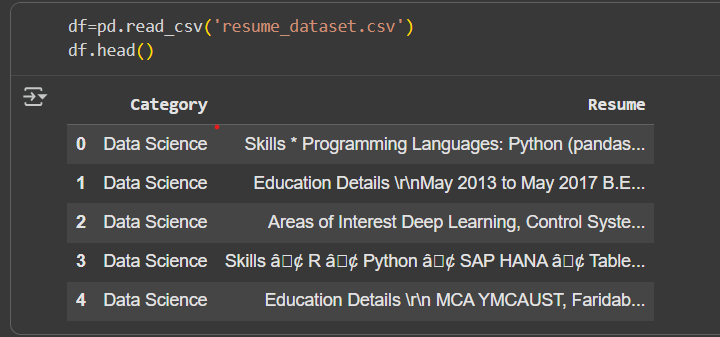 df=pd.read_csv('resume_dataset.csv')
df.head()
Category Resume
0 Data Science Skills * Programming Languages: Python (pandas...
1 Data Science Education Details \r\nMay 2013 to May 2017 B.E...
2 Data Science Areas of Interest Deep Learning, Control Syste...
3 Data Science Skills â□¢ R â□¢ Python â□¢ SAP HANA â□¢ Table...
4 Data Science Education Details \r\n MCA YMCAUST, Faridab...